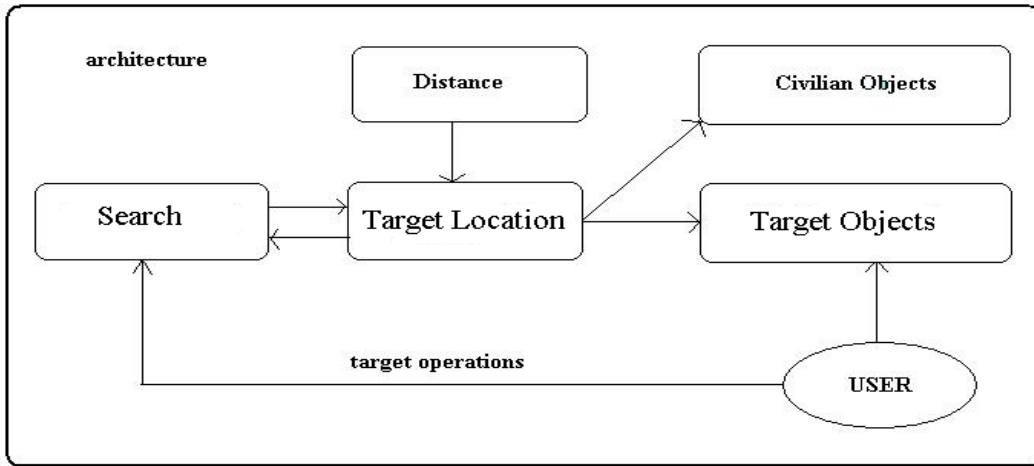 architecture
Distance
Civilian Objects
Search
Target Location
Target Objects
target operations
USER